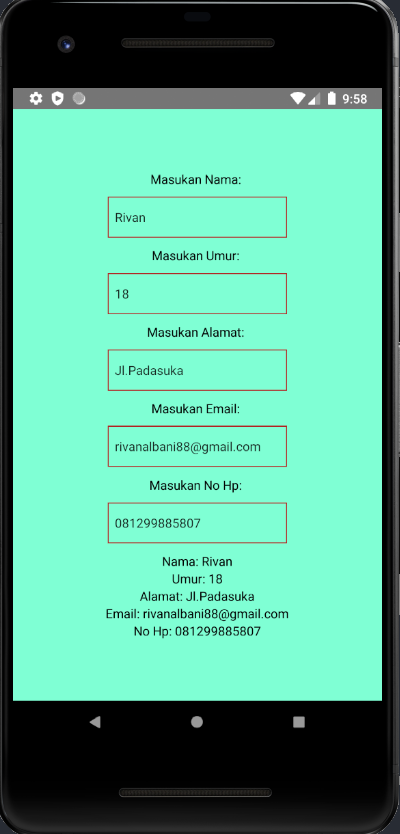 9:58
Masukan Nama:
Rivan
Masukan Umur:
18
Masukan Alamat:
Jl.Padasuka
Masukan Email:
rivanalbani88@gmail.com
Masukan No Hp:
081299885807
Nama: Rivan
Umur: 18
Alamat: Jl.Padasuka
Email: rivanalbani88@gmail.com
No Hp: 081299885807